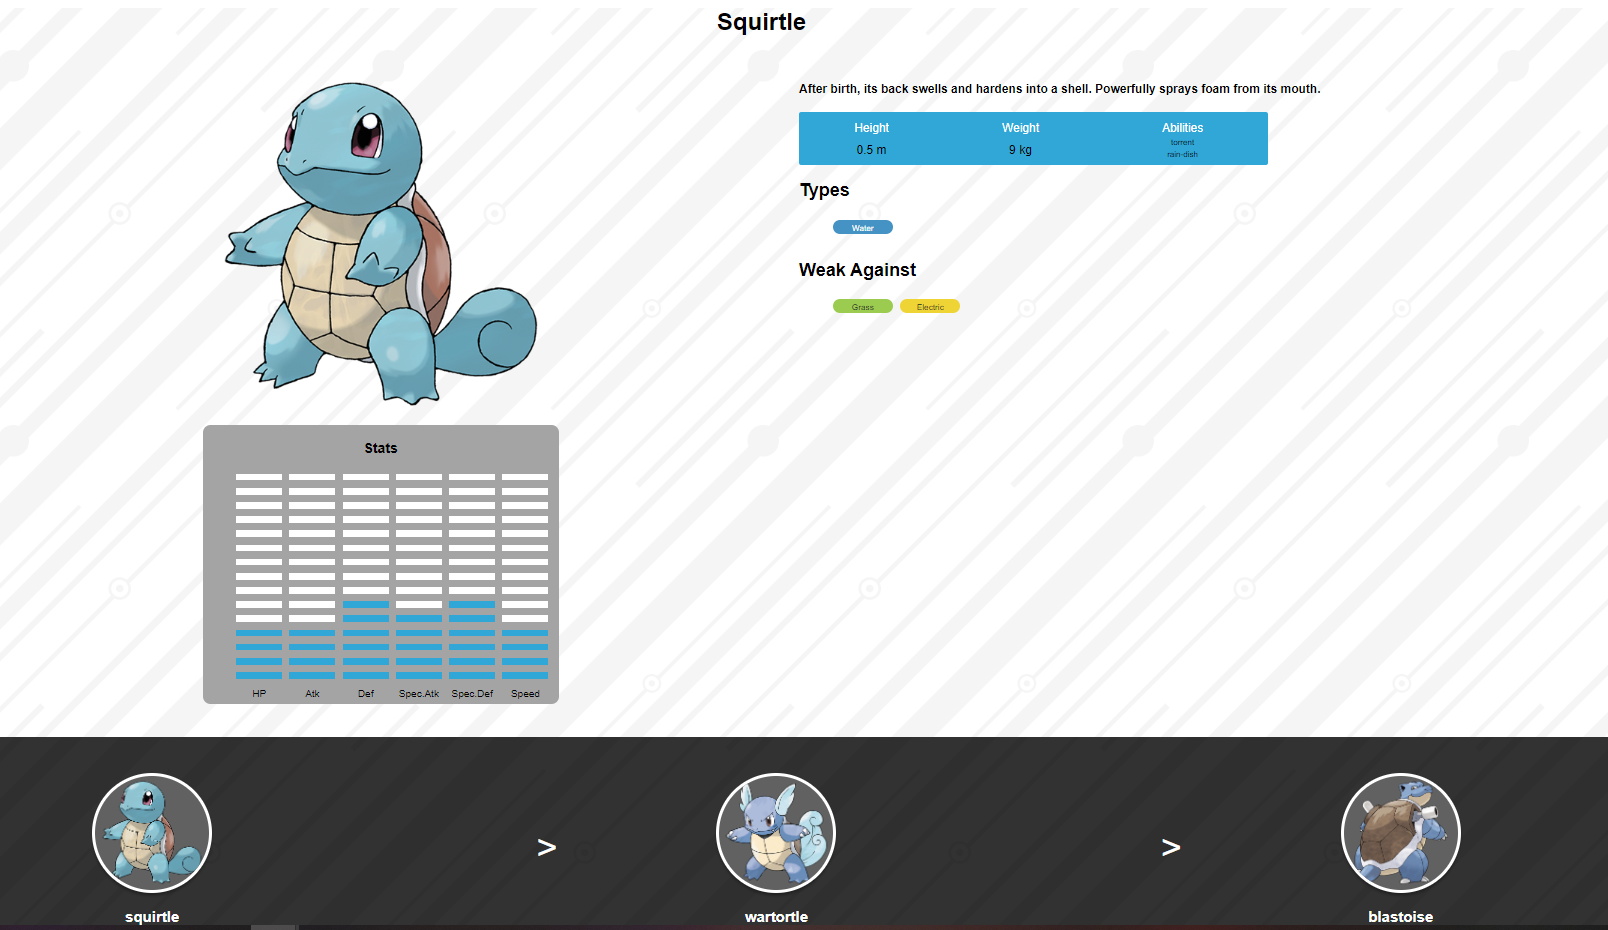 Squirtle
After birth, its back swells and hardens into a shell. Powerfully sprays foam from its mouth.
Height Weight Abilities
0.5 m 9 kg torrent
rain-dish
Types
Water
Weak Against
Grass Electric
Stats
HP Atk Def Spec.Atk Spec.Def Speed
> >
squirtle wartortle blastoise